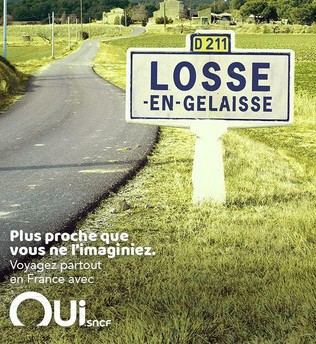 D 211
LOSSE
-EN-GELAISSE
Plus proche que
vous ne l'imaginiez.
Voyagez partout
en France avec
OUi.sncf